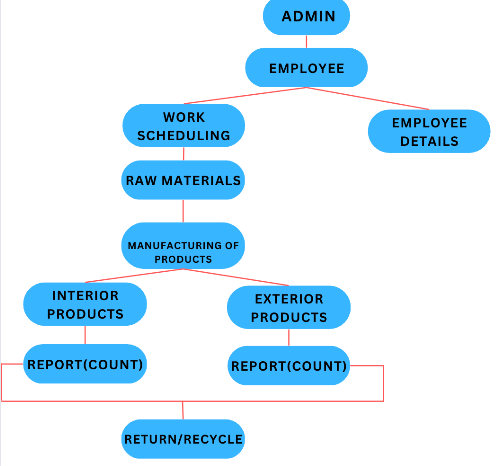 ADMIN
EMPLOYEE
WORK
SCHEDULING
EMPLOYEE
DETAILS
RAW MATERIALS
MANUFACTURING OF
PRODUCTS
INTERIOR
PRODUCTS
EXTERIOR
PRODUCTS
REPORT(COUNT)
REPORT(COUNT)
RETURN/RECYCLE